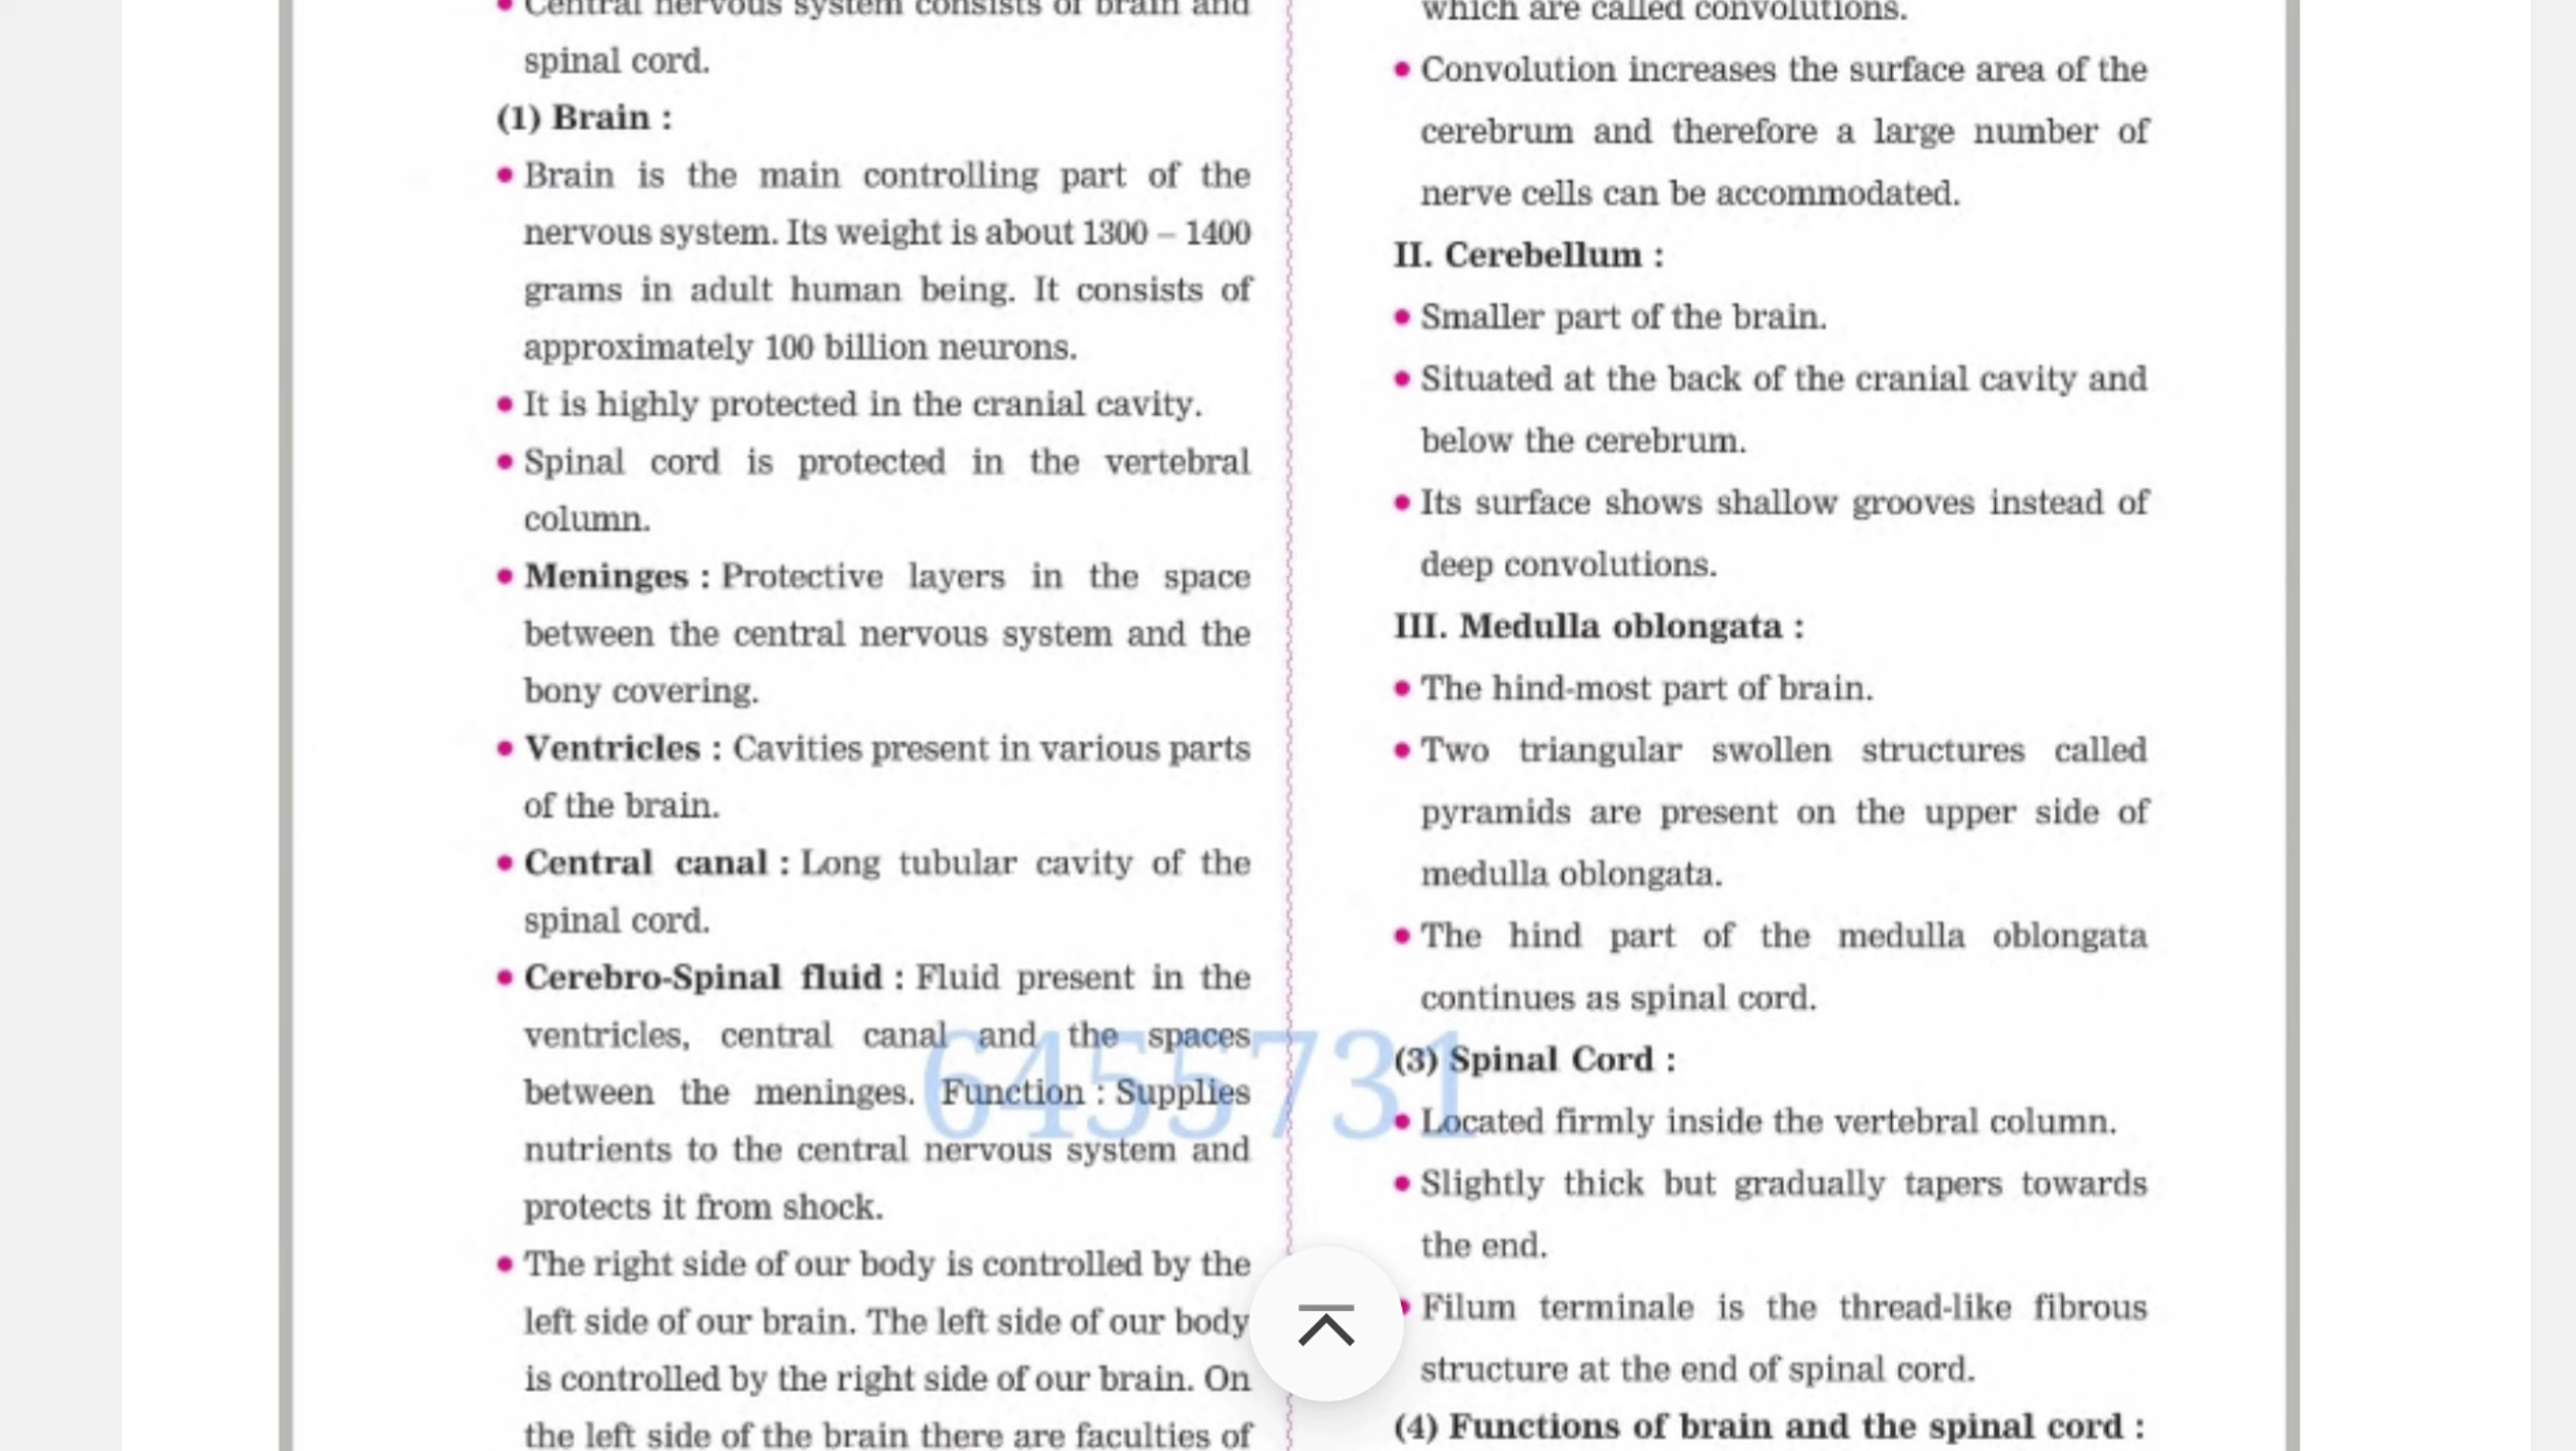 Central nervous system consists of brain and
spinal cord.
(1) Brain :
• Brain is the main controlling part of the
nervous system. Its weight is about 1300 – 1400
grams in adult human being. It consists of
approximately 100 billion neurons.
• It is highly protected in the cranial cavity.
• Spinal cord is protected in the vertebral
column.
• Meninges : Protective layers in the space
between the central nervous system and the
bony covering.
• Ventricles : Cavities present in various parts
of the brain.
• Central canal : Long tubular cavity of the
spinal cord.
• Cerebro-Spinal fluid : Fluid present in the
ventricles, central canal and the spaces
between the meninges. Function : Supplies
nutrients to the central nervous system and
protects it from shock.
• The right side of our body is controlled by the
left side of our brain. The left side of our body
is controlled by the right side of our brain. On
the left side of the brain there are faculties of
which are called convolutions.
• Convolution increases the surface area of the
cerebrum and therefore a large number of
nerve cells can be accommodated.
II. Cerebellum :
• Smaller part of the brain.
• Situated at the back of the cranial cavity and
below the cerebrum.
• Its surface shows shallow grooves instead of
deep convolutions.
III. Medulla oblongata :
• The hind-most part of brain.
• Two triangular swollen structures called
pyramids are present on the upper side of
medulla oblongata.
• The hind part of the medulla oblongata
continues as spinal cord.
(3) Spinal Cord :
• Located firmly inside the vertebral column.
• Slightly thick but gradually tapers towards
the end.
• Filum terminale is the thread-like fibrous
structure at the end of spinal cord.
(4) Functions of brain and the spinal cord :
6455731